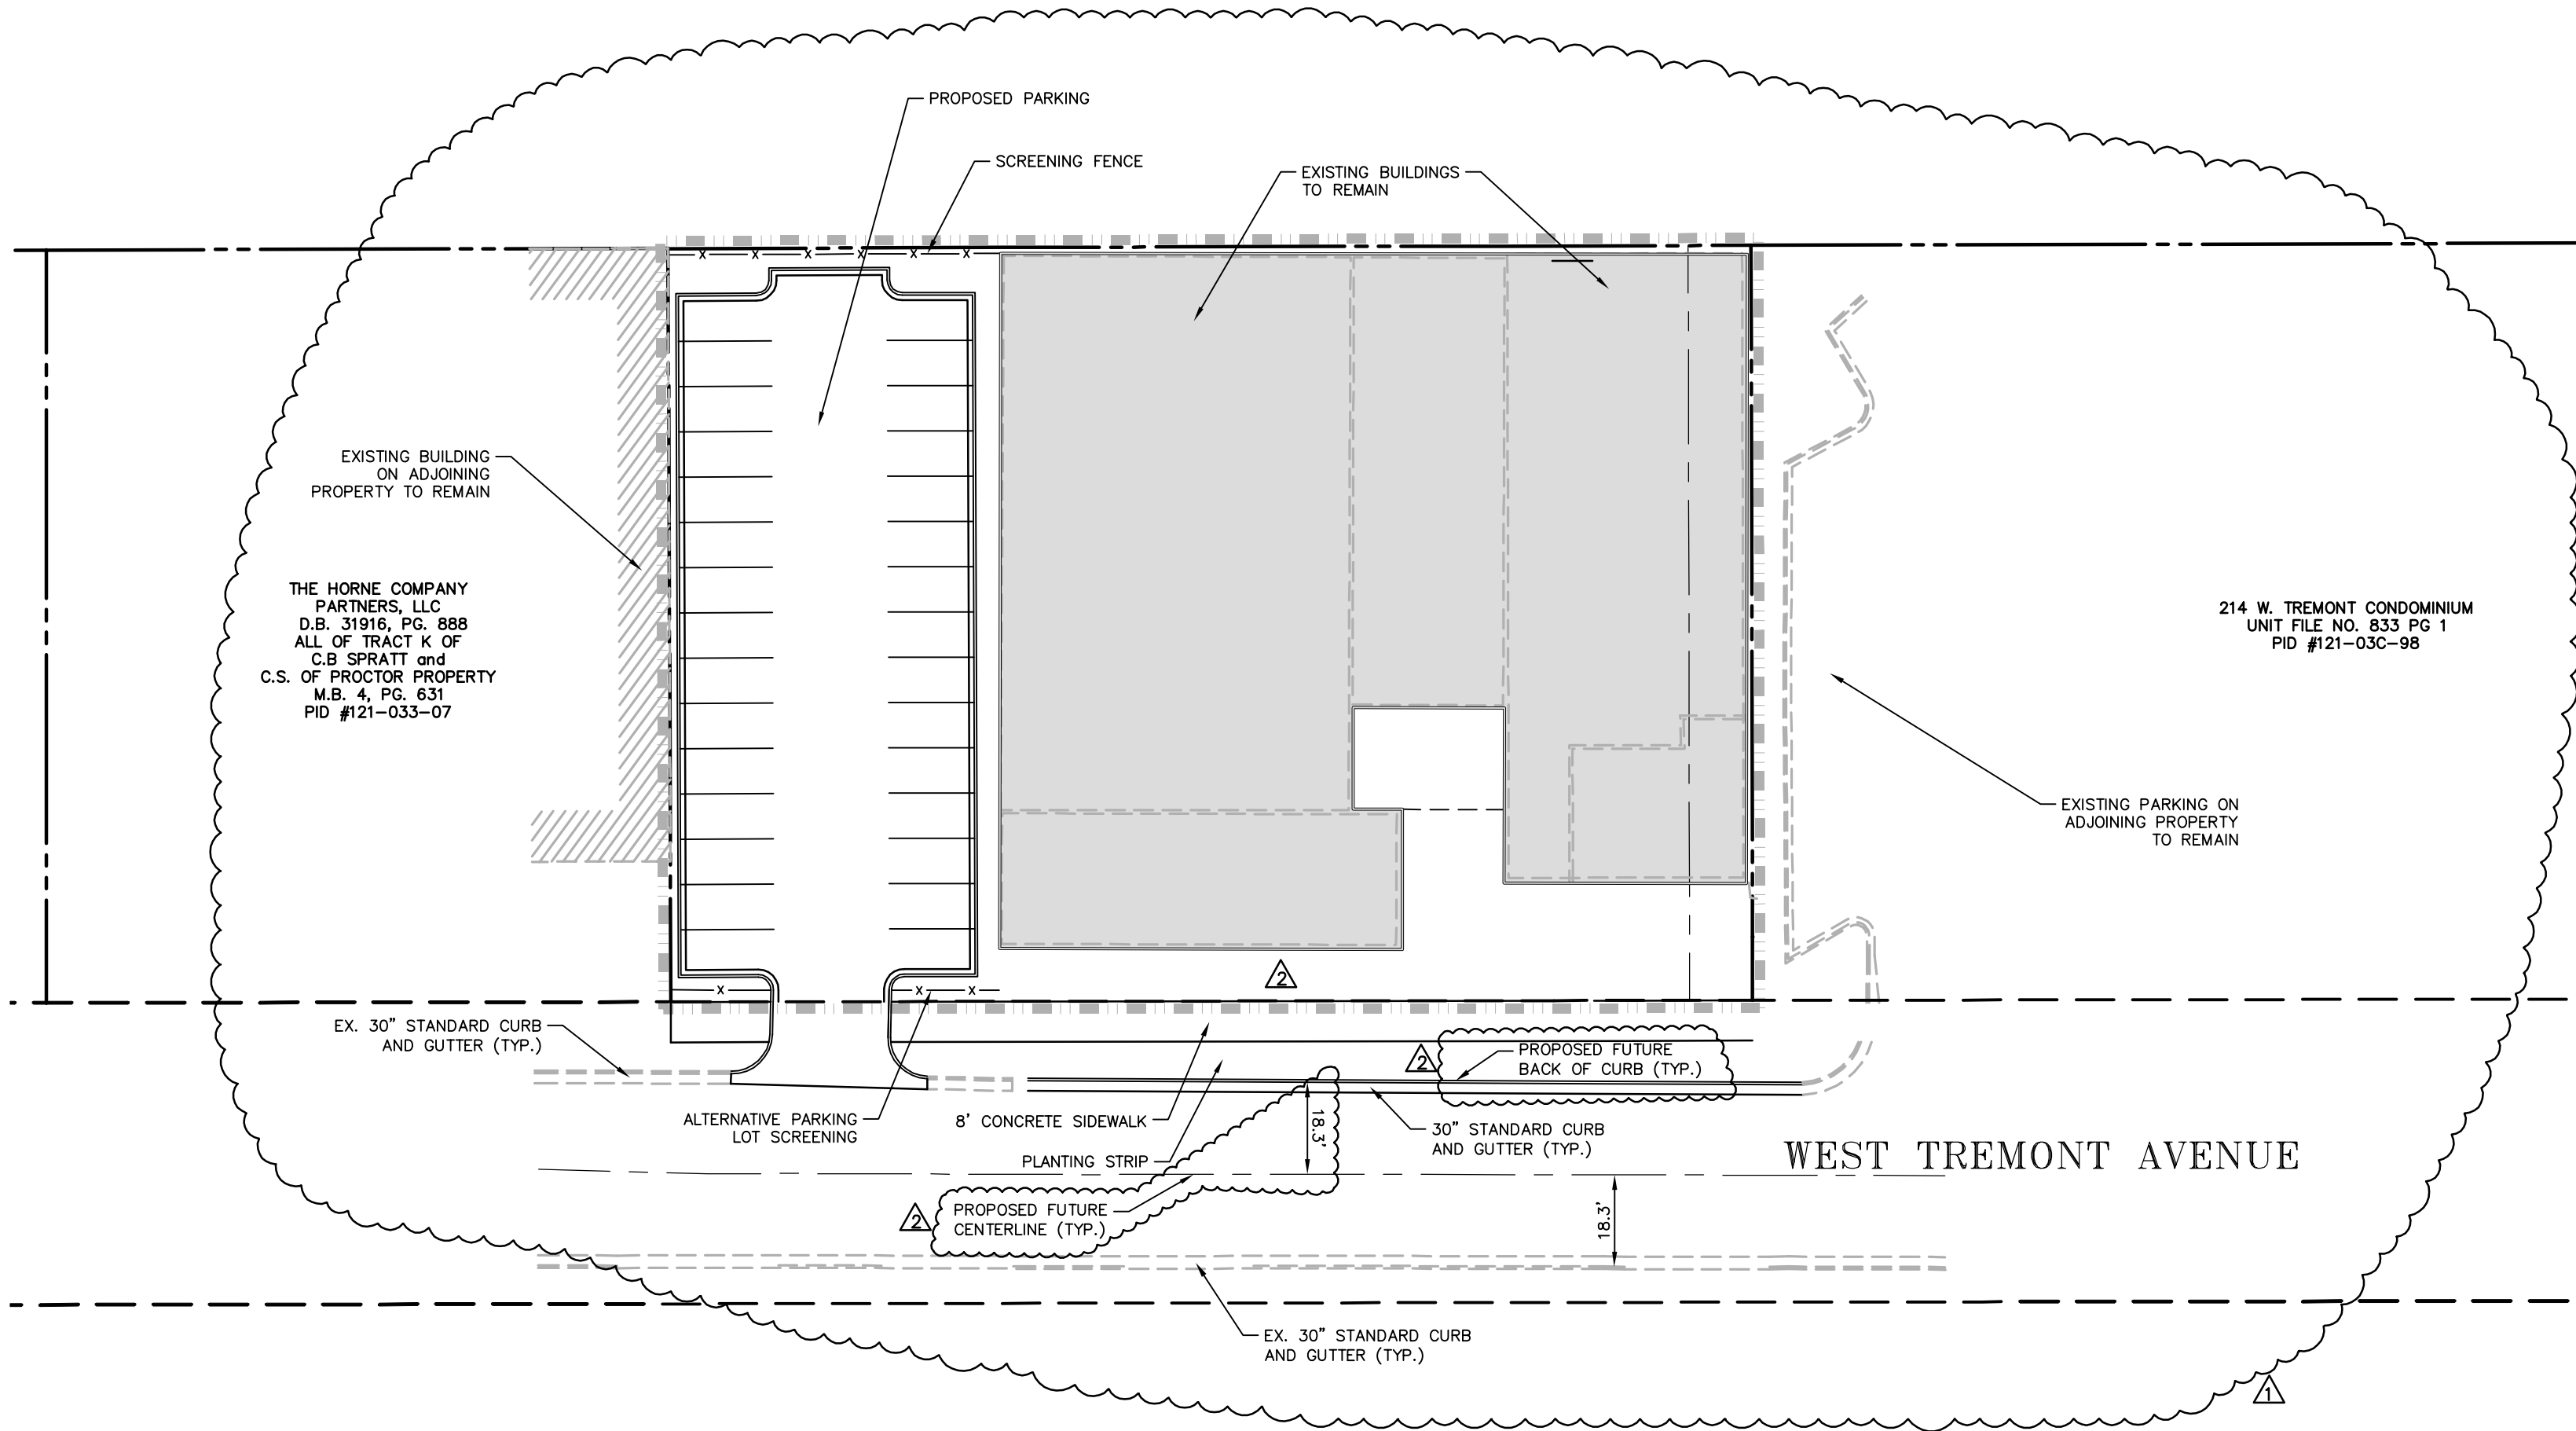 PROPOSED PARKING
SCREENING FENCE
EXISTING BUILDINGS
TO REMAIN
EXISTING BUILDING
ON ADJOINING
PROPERTY TO REMAIN
THE HORNE COMPANY
PARTNERS, LLC
D.B. 31916, PG. 888
ALL OF TRACT K OF
C.B SPRATT and
C.S. OF PROCTOR PROPERTY
M.B. 4, PG. 631
PID #121-033-07
214 W. TREMONT CONDOMINIUM
UNIT FILE NO. 833 PG 1
PID #121-03C-98
EXISTING PARKING ON
ADJOINING PROPERTY
TO REMAIN
2
EX. 30" STANDARD CURB
AND GUTTER (TYP.)
2
PROPOSED FUTURE
BACK OF CURB (TYP.)
ALTERNATIVE PARKING
LOT SCREENING
8' CONCRETE SIDEWALK
PLANTING STRIP
18.3'
30" STANDARD CURB
AND GUTTER (TYP.)
WEST TREMONT AVENUE
2
PROPOSED FUTURE
CENTERLINE (TYP.)
18.3'
EX. 30" STANDARD CURB
AND GUTTER (TYP.)
1